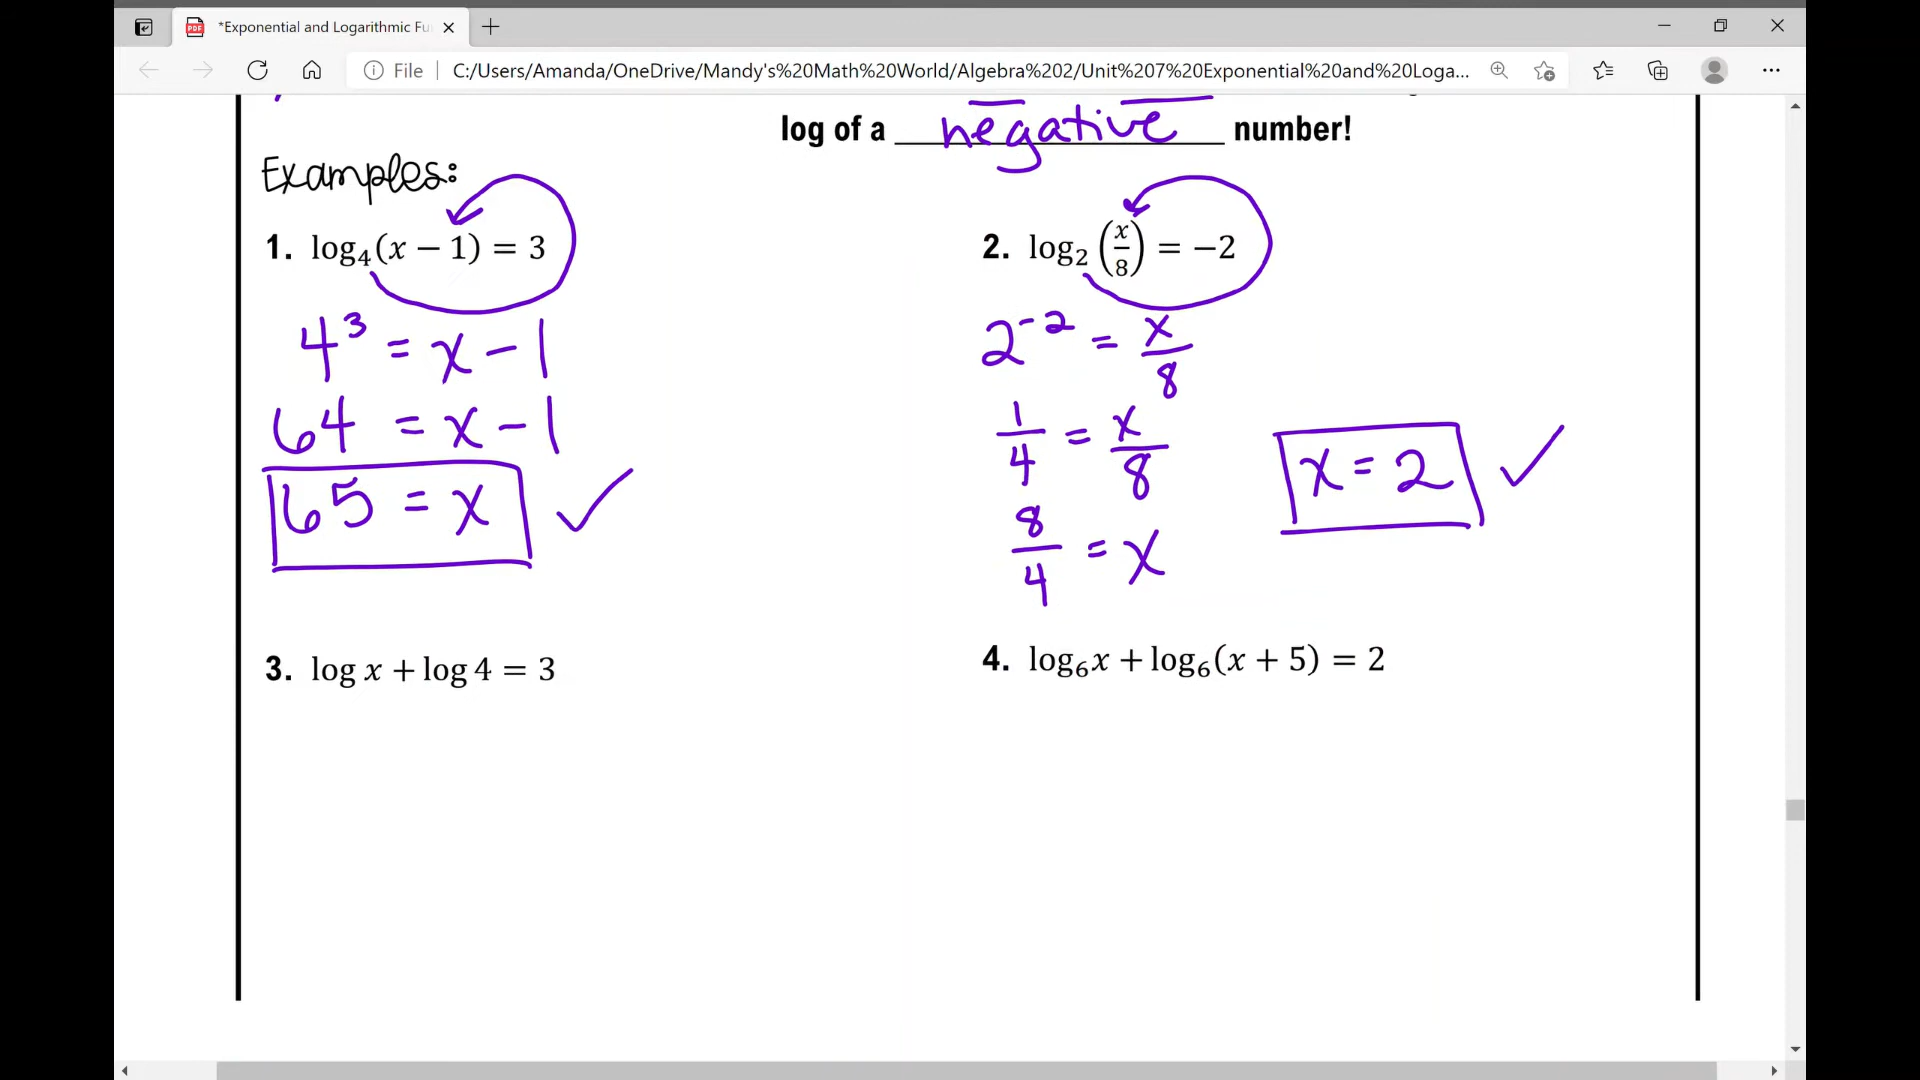 *Exponential and Logarithmic Fu
File C:/Users/Amanda/OneDrive/Mandy's%20Math%20World/Algebra%202/Unit%207%20Exponential%20and%20Loga...
log of a negative number!
Examples:
1. log₄(x − 1) = 3
4³ = x − 1
64 = x − 1
65 = x ✓
2. log₂(x/8) = −2
2⁻² = x/8
1/4 = x/8
8/4 = x
x = 2 ✓
3. log x + log 4 = 3
4. log₆x + log₆(x + 5) = 2